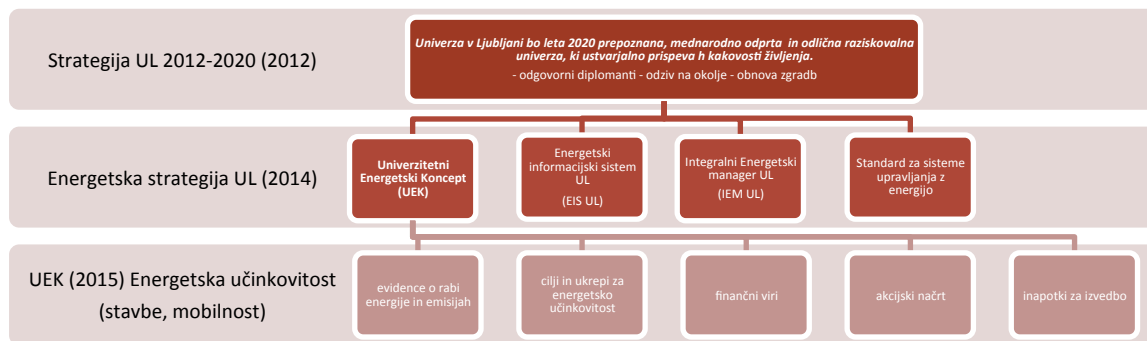 Strategija UL 2012-2020 (2012)
Univerza v Ljubljani bo leta 2020 prepoznana, mednarodno odprta in odlična raziskovalna
univerza, ki ustvarjalno prispeva h kakovosti življenja.
- odgovorni diplomanti - odziv na okolje - obnova zgradb
Energetska strategija UL (2014)
Univerzitetni
Energetski Koncept
(UEK)
Energetski
informacijski sistem
UL
(EIS UL)
Integralni Energetski
manager UL
(IEM UL)
Standard za sisteme
upravljanja z
energijo
UEK (2015) Energetska učinkovitost
(stavbe, mobilnost)
evidence o rabi
energije in emisijah
cilji in ukrepi za
energetsko
učinkovitost
finančni viri
akcijski načrt
inapotki za izvedbo